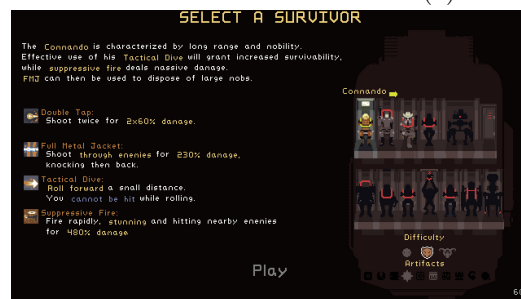 SELECT A SURVIVOR
The Commando is characterized by long range and mobility.
Effective use of his Tactical Dive will grant increased survivability,
while suppressive fire deals massive damage.
FMJ can then be used to dispose of large mobs.
Commando
Double Tap:
Shoot twice for 2x60% damage.
Full Metal Jacket:
Shoot through enemies for 230% damage,
knocking them back.
Tactical Dive:
Roll forward a small distance.
You cannot be hit while rolling.
Suppressive Fire:
Fire rapidly, stunning and hitting nearby enemies
for 480% damage
Difficulty
Artifacts
Play